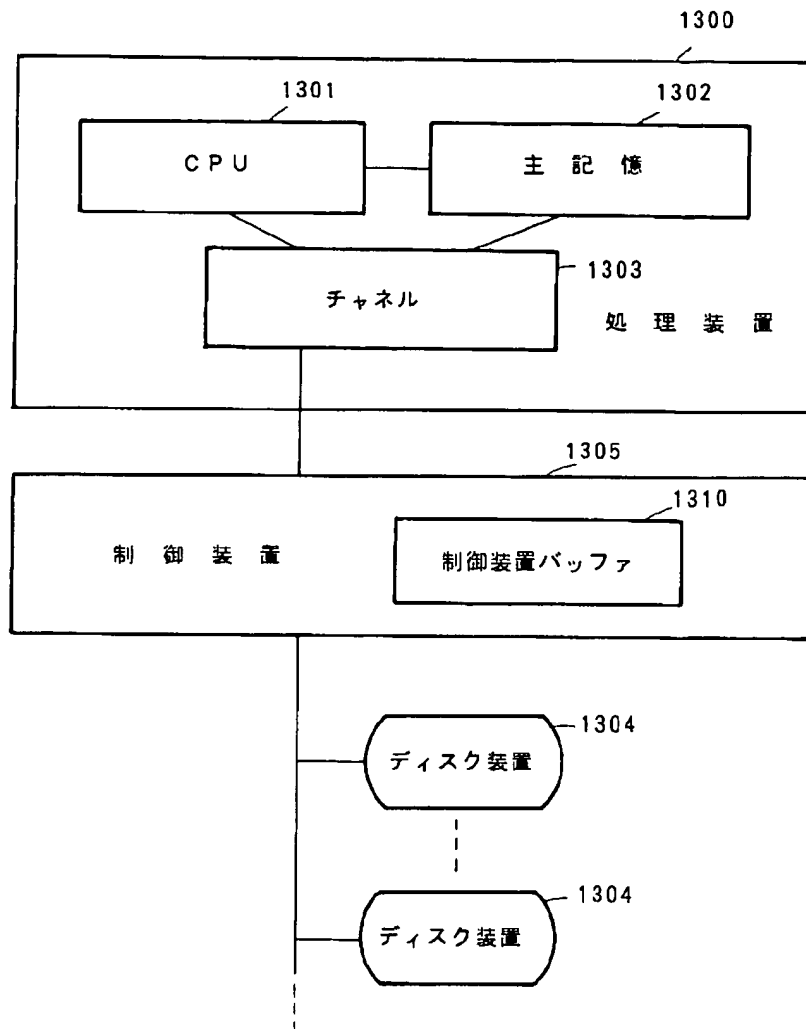 1300
1301
1302
CPU
主記憶
1303
チャネル
処理装置
1305
1310
制御装置
制御装置バッファ
1304
ディスク装置
1304
ディスク装置